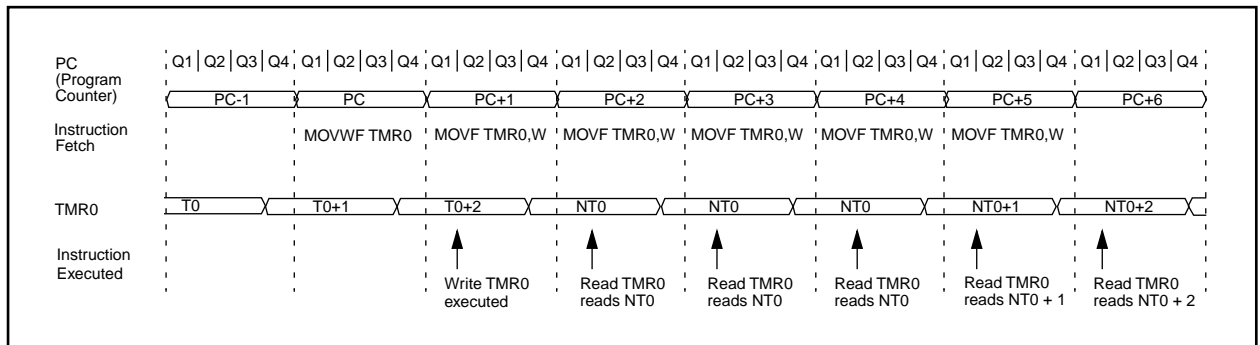 PC
(Program
Counter)
Q1 Q2 Q3 Q4 Q1 Q2 Q3 Q4 Q1 Q2 Q3 Q4 Q1 Q2 Q3 Q4 Q1 Q2 Q3 Q4 Q1 Q2 Q3 Q4 Q1 Q2 Q3 Q4 Q1 Q2 Q3 Q4
PC-1 PC PC+1 PC+2 PC+3 PC+4 PC+5 PC+6
Instruction
Fetch
MOVWF TMR0 MOVF TMR0,W MOVF TMR0,W MOVF TMR0,W MOVF TMR0,W MOVF TMR0,W
TMR0
T0 T0+1 T0+2 NT0 NT0 NT0 NT0+1 NT0+2
Instruction
Executed
Write TMR0
executed
Read TMR0
reads NT0
Read TMR0
reads NT0
Read TMR0
reads NT0
Read TMR0
reads NT0 + 1
Read TMR0
reads NT0 + 2